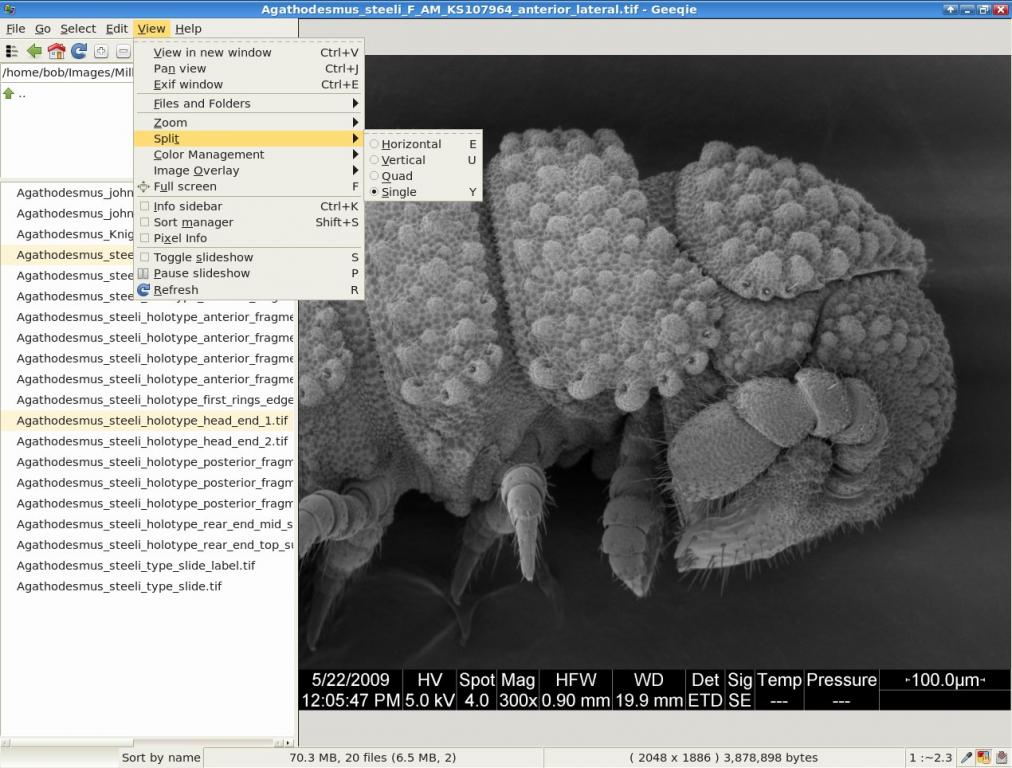 Agathodesmus_steeli_F_AM_KS107964_anterior_lateral.tif - Geeqie
File Go Select Edit View Help
/home/bob/Images/Mill
..
View in new window Ctrl+V
Pan view Ctrl+J
Exif window Ctrl+E
Files and Folders
Zoom
Split
Color Management
Image Overlay
Full screen F
Info sidebar Ctrl+K
Sort manager Shift+S
Pixel Info
Toggle slideshow S
Pause slideshow P
Refresh R
Horizontal E
Vertical U
Quad
Single Y
Agathodesmus_john
Agathodesmus_john
Agathodesmus_Knig
Agathodesmus_stee
Agathodesmus_stee
Agathodesmus_steeli_holotype_anterior_fragme
Agathodesmus_steeli_holotype_anterior_fragme
Agathodesmus_steeli_holotype_anterior_fragme
Agathodesmus_steeli_holotype_anterior_fragme
Agathodesmus_steeli_holotype_first_rings_edge
Agathodesmus_steeli_holotype_head_end_1.tif
Agathodesmus_steeli_holotype_head_end_2.tif
Agathodesmus_steeli_holotype_posterior_fragm
Agathodesmus_steeli_holotype_posterior_fragm
Agathodesmus_steeli_holotype_posterior_fragm
Agathodesmus_steeli_holotype_rear_end_mid_s
Agathodesmus_steeli_holotype_rear_end_top_su
Agathodesmus_steeli_type_slide_label.tif
Agathodesmus_steeli_type_slide.tif
5/22/2009 HV Spot Mag HFW WD Det Sig Temp Pressure 100.0µm
12:05:47 PM 5.0 kV 4.0 300x 0.90 mm 19.9 mm ETD SE --- ---
Sort by name 70.3 MB, 20 files (6.5 MB, 2) ( 2048 x 1886 ) 3,878,898 bytes 1 :~2.3